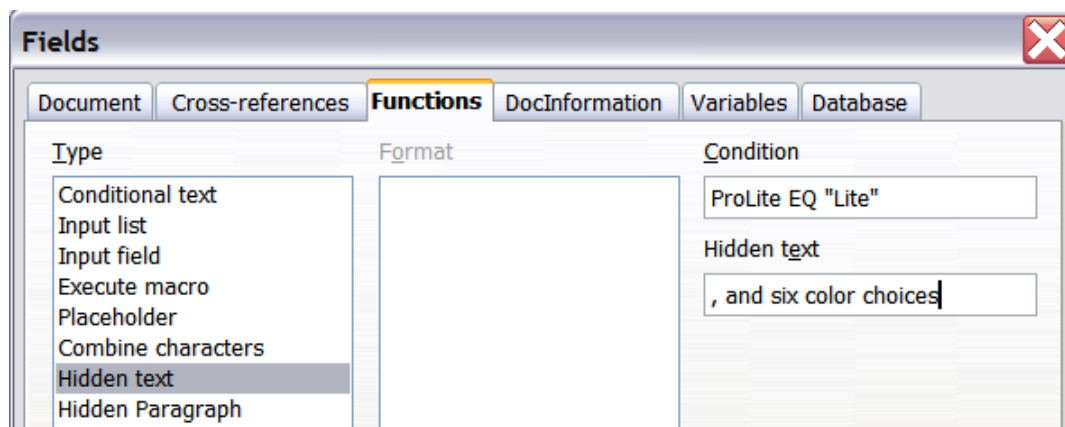 Fields
Document Cross-references Functions DocInformation Variables Database
Type
Conditional text
Input list
Input field
Execute macro
Placeholder
Combine characters
Hidden text
Hidden Paragraph
Format
Condition
ProLite EQ "Lite"
Hidden text
, and six color choices